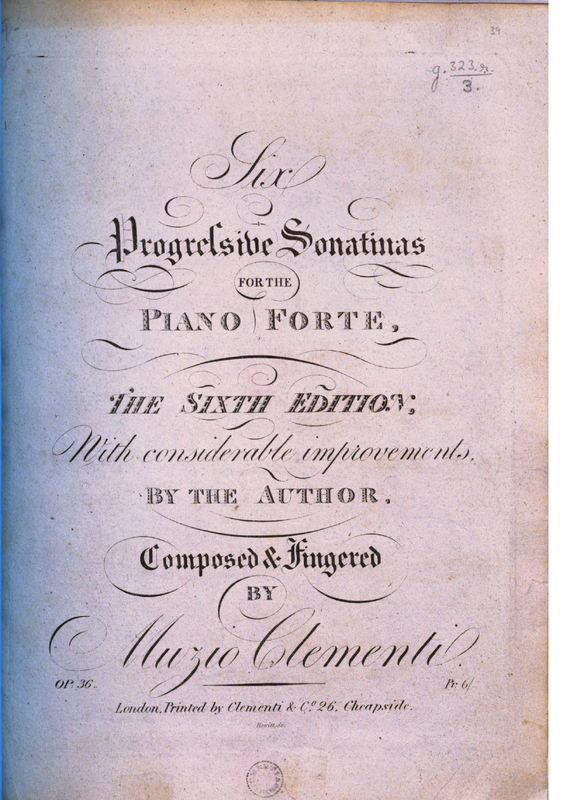 39
g.323.
3.
Six
Progreſsive Sonatinas
FOR THE
PIANO FORTE,
THE SIXTH EDITION,
With considerable improvements,
BY THE AUTHOR.
Composed & Fingered
BY
Muzio Clementi.
OP. 36. Pr. 6/
London, Printed by Clementi & Co. 26, Cheapside.